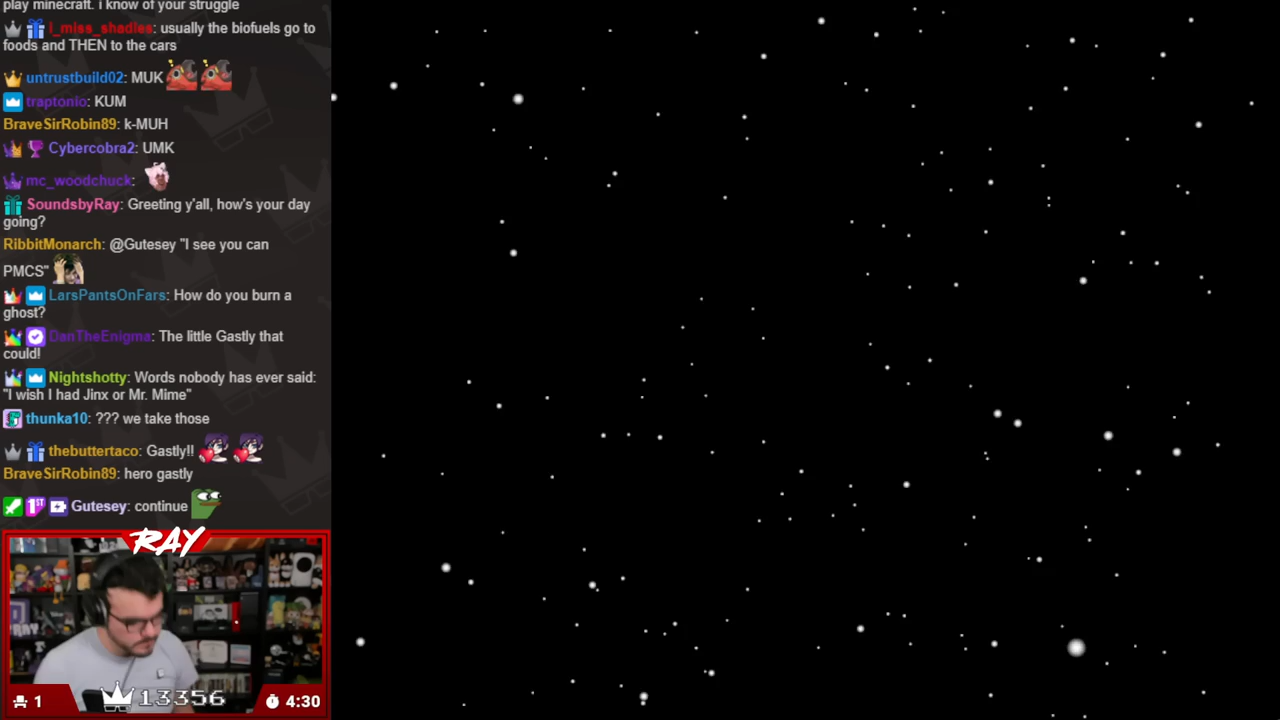 play minecraft. i know of your struggle
I_miss_shadles: usually the biofuels go to
foods and THEN to the cars
untrustbuild02: MUK
traptonio: KUM
BraveSirRobin89: k-MUH
Cybercobra2: UMK
mc_woodchuck:
SoundsbyRay: Greeting y'all, how's your day
going?
RibbitMonarch: @Gutesey "I see you can
PMCS"
LarsPantsOnFars: How do you burn a
ghost?
DanTheEnigma: The little Gastly that
could!
Nightshotty: Words nobody has ever said:
"I wish I had Jinx or Mr. Mime"
thunka10: ??? we take those
thebuttertaco: Gastly!!
BraveSirRobin89: hero gastly
1ST Gutesey: continue
RAY
1 13356 4:30